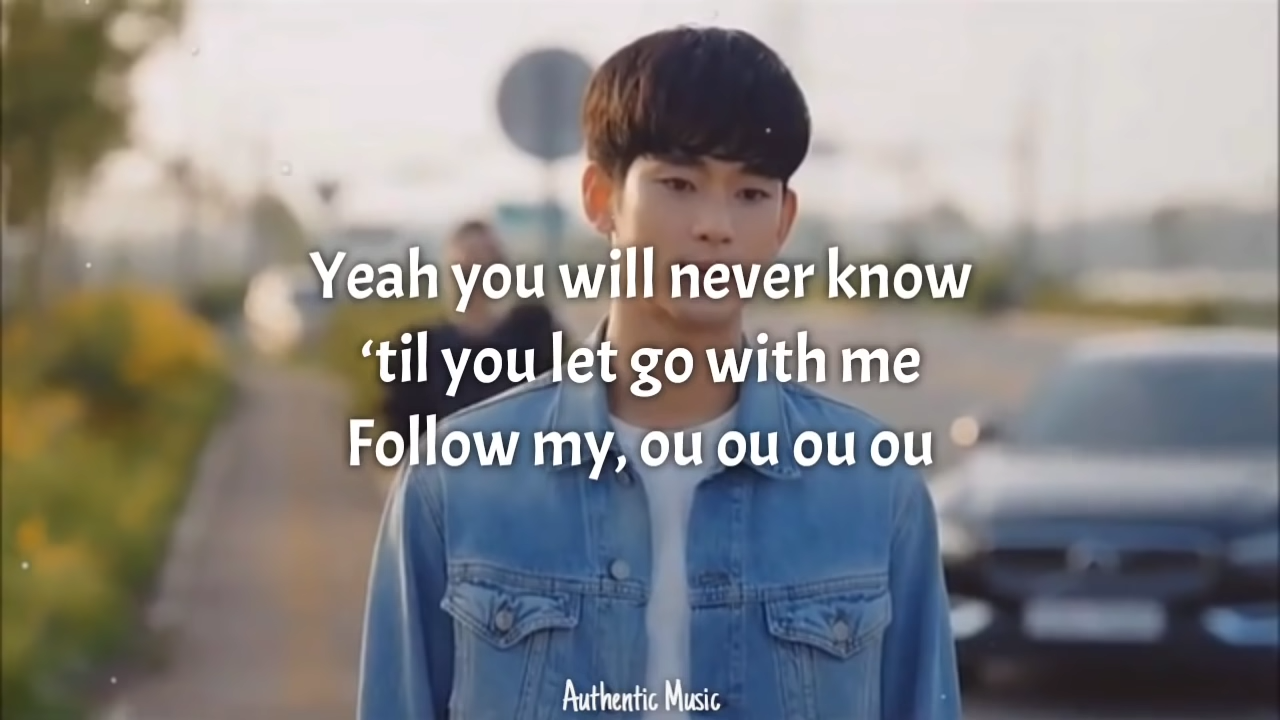 Yeah you will never know
‘til you let go with me
Follow my, ou ou ou ou
Authentic Music